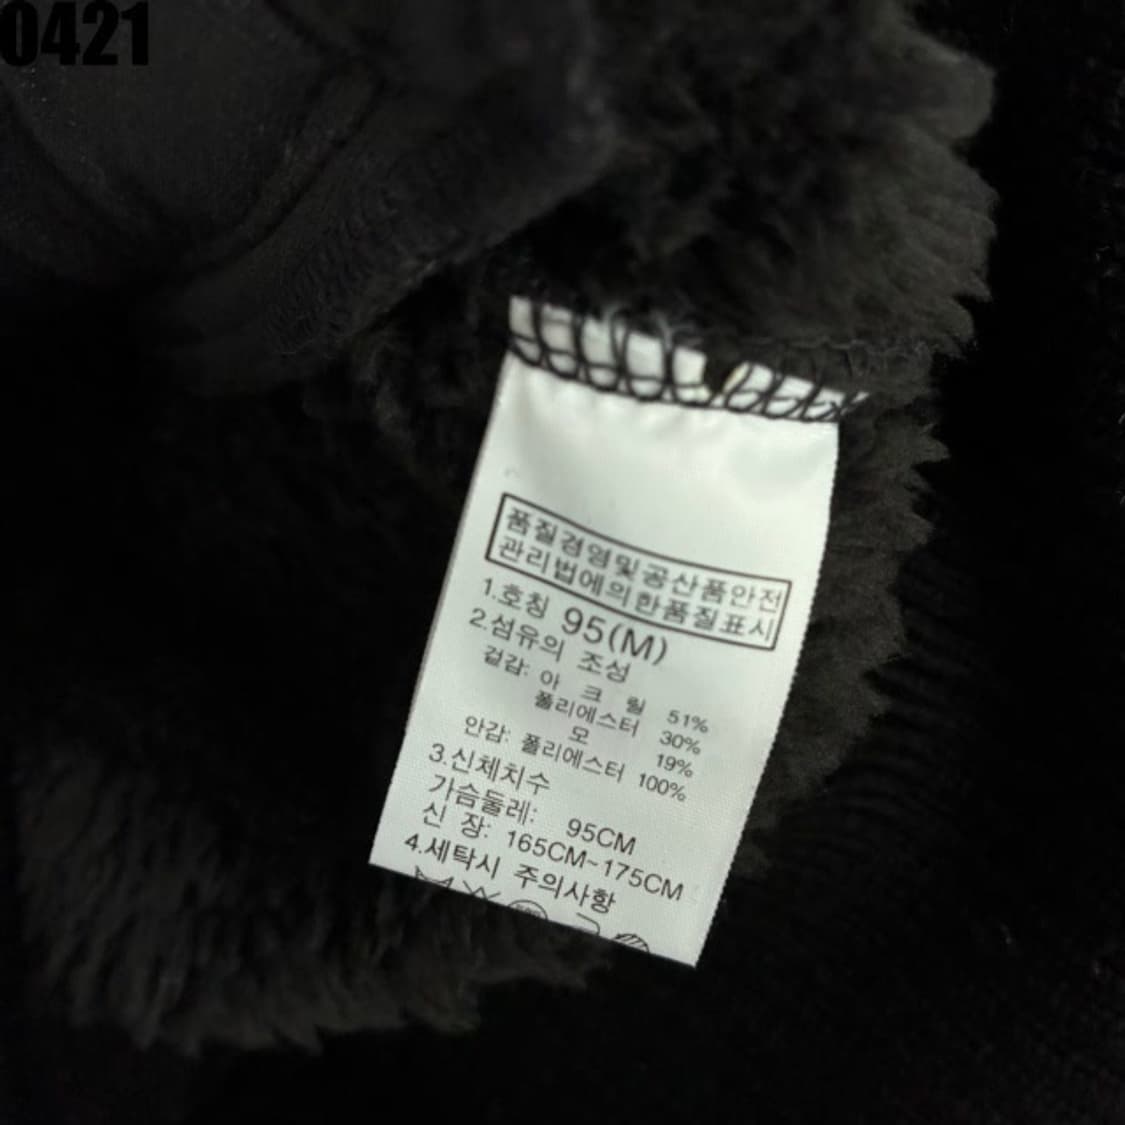 0421
품질경영및공산품안전
관리법에의한품질표시
1.호칭 95(M)
2.섬유의 조성
겉감: 아 크 릴 51%
폴리에스터 30%
모 19%
안감: 폴리에스터 100%
3.신체치수
가슴둘레: 95CM
신 장: 165CM~175CM
4.세탁시 주의사항